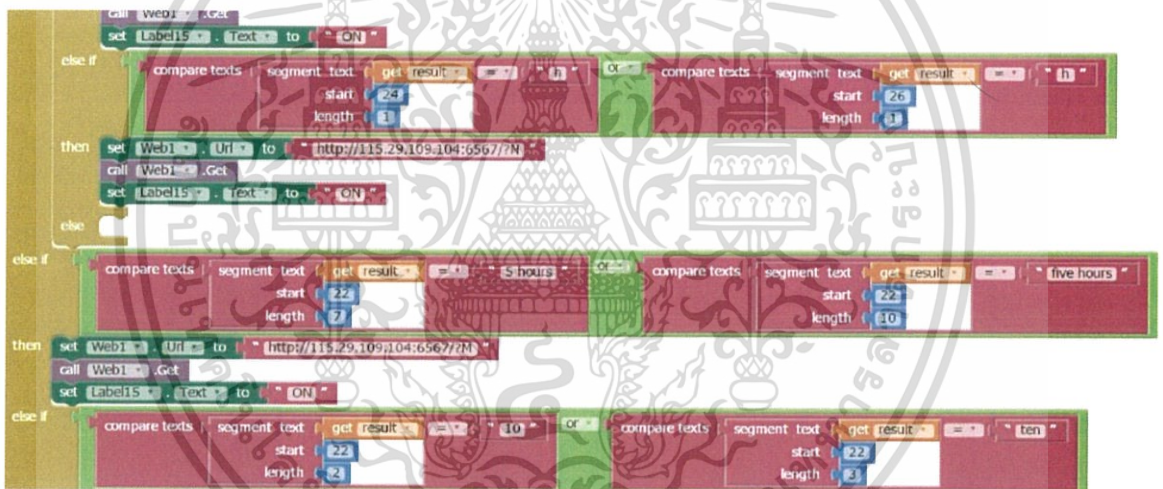 call Web1 .Get
set Label15 . Text to " ON "
else if compare texts segment text get result = " h " or compare texts segment text get result = " h "
start 24 start 26
length 1 length 1
then set Web1 . Url to " http://115.29.109.104:6567/?M "
call Web1 .Get
set Label15 . Text to " ON "
else
else if compare texts segment text get result = " 5 hours " or compare texts segment text get result = " five hours "
start 22 start 22
length 7 length 10
then set Web1 . Url to " http://115.29.109.104:6567/?M "
call Web1 .Get
set Label15 . Text to " ON "
else if compare texts segment text get result = " 10 " or compare texts segment text get result = " ten "
start 22 start 22
length 2 length 3